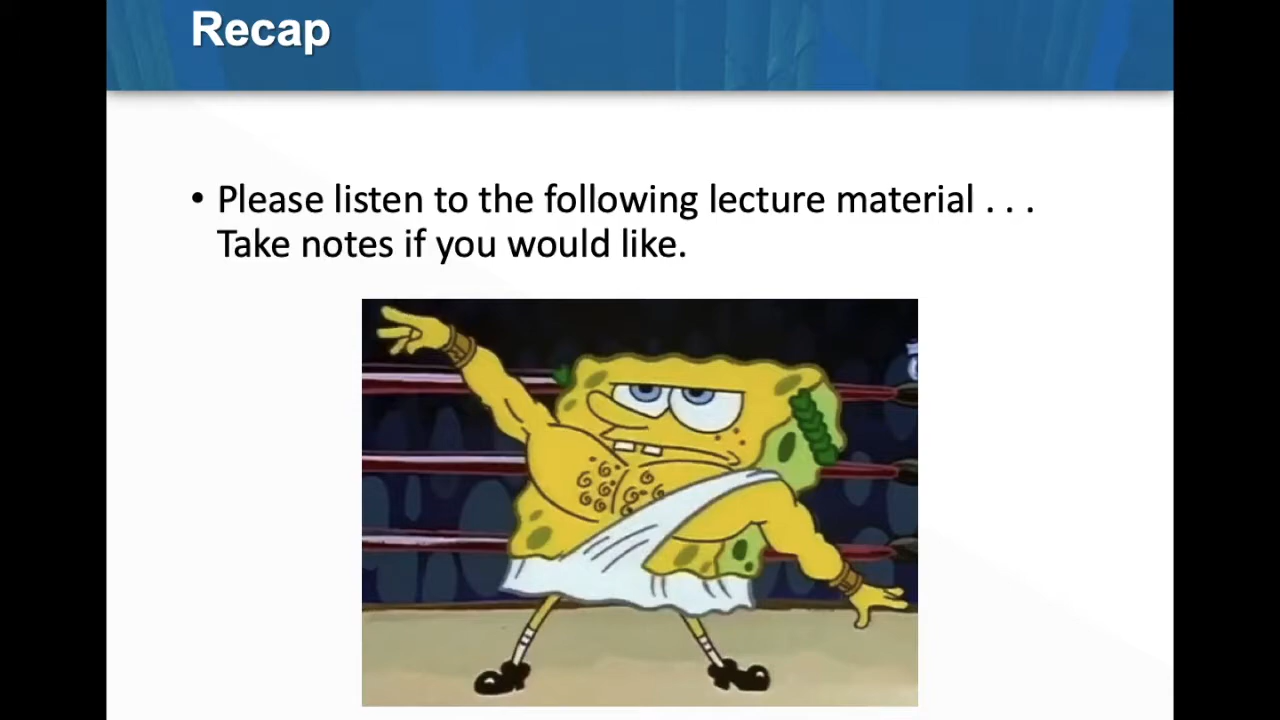 Recap
• Please listen to the following lecture material . . .
Take notes if you would like.